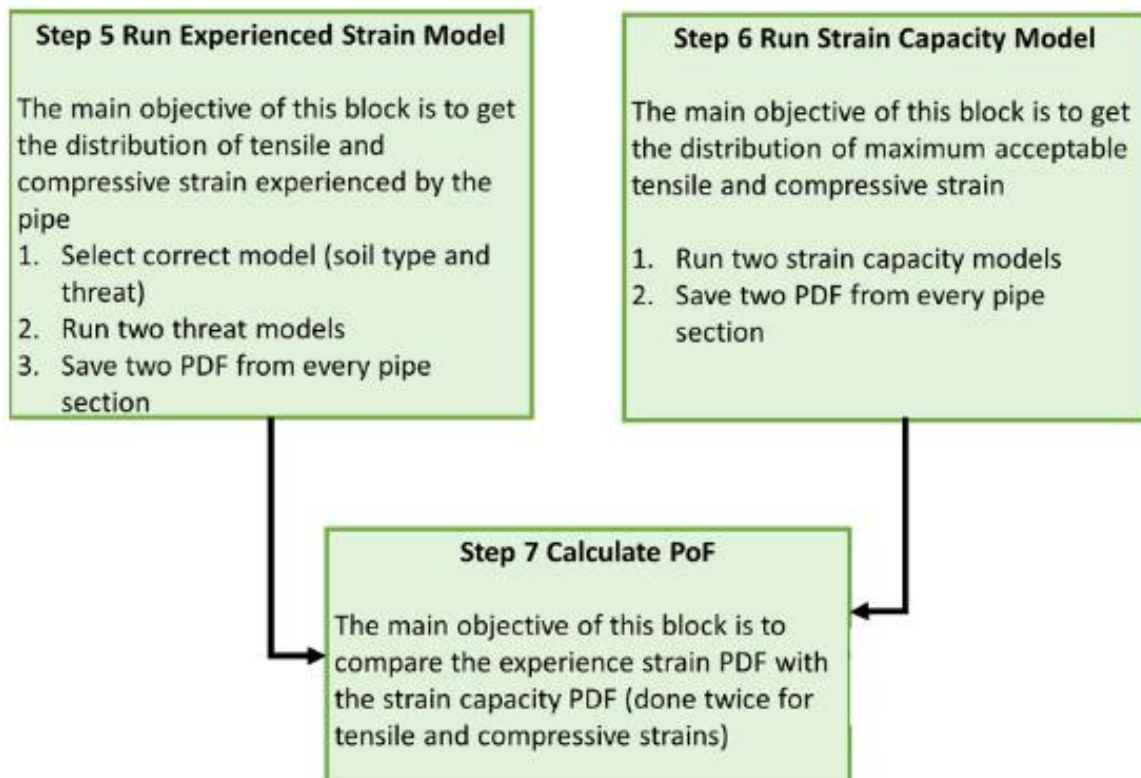 Step 5 Run Experienced Strain Model
The main objective of this block is to get
the distribution of tensile and
compressive strain experienced by the
pipe
1. Select correct model (soil type and
threat)
2. Run two threat models
3. Save two PDF from every pipe
section
Step 6 Run Strain Capacity Model
The main objective of this block is to get
the distribution of maximum acceptable
tensile and compressive strain
1. Run two strain capacity models
2. Save two PDF from every pipe
section
Step 7 Calculate PoF
The main objective of this block is to
compare the experience strain PDF with
the strain capacity PDF (done twice for
tensile and compressive strains)